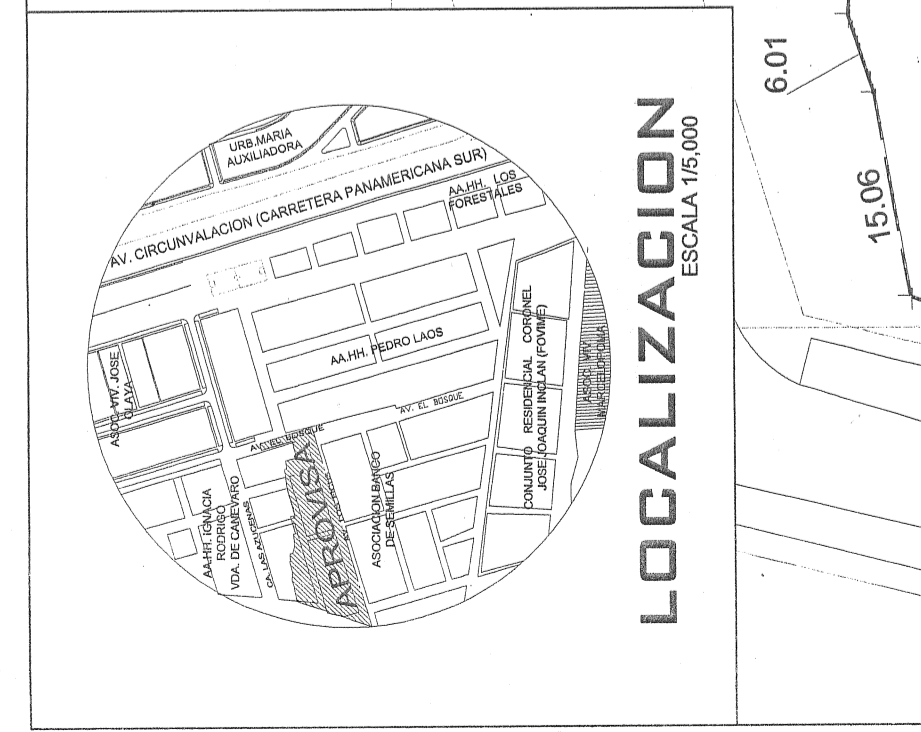 URB.MARIA
AUXILIADORA
AV. CIRCUNVALACION (CARRETERA PANAMERICANA SUR)
AA.HH. LOS
FORESTALES
AA.HH. PEDRO LAOS
ASOC. VIV. JOSE
OLAYA
AV. EL BOSQUE
AV. EL BOSQUE
AA.HH. IGNACIA
RODRIGO
VDA. DE CANEVARO
CA. LAS AZUCENAS
APROVISA
ASOCIACION BANCO
DE SEMILLAS
CONJUNTO RESIDENCIAL CORONEL
JOSE JOAQUIN INCLAN (FOVIME)
ASOC. VIV.
LOCALIZACION
ESCALA 1/5,000
6.01
15.06